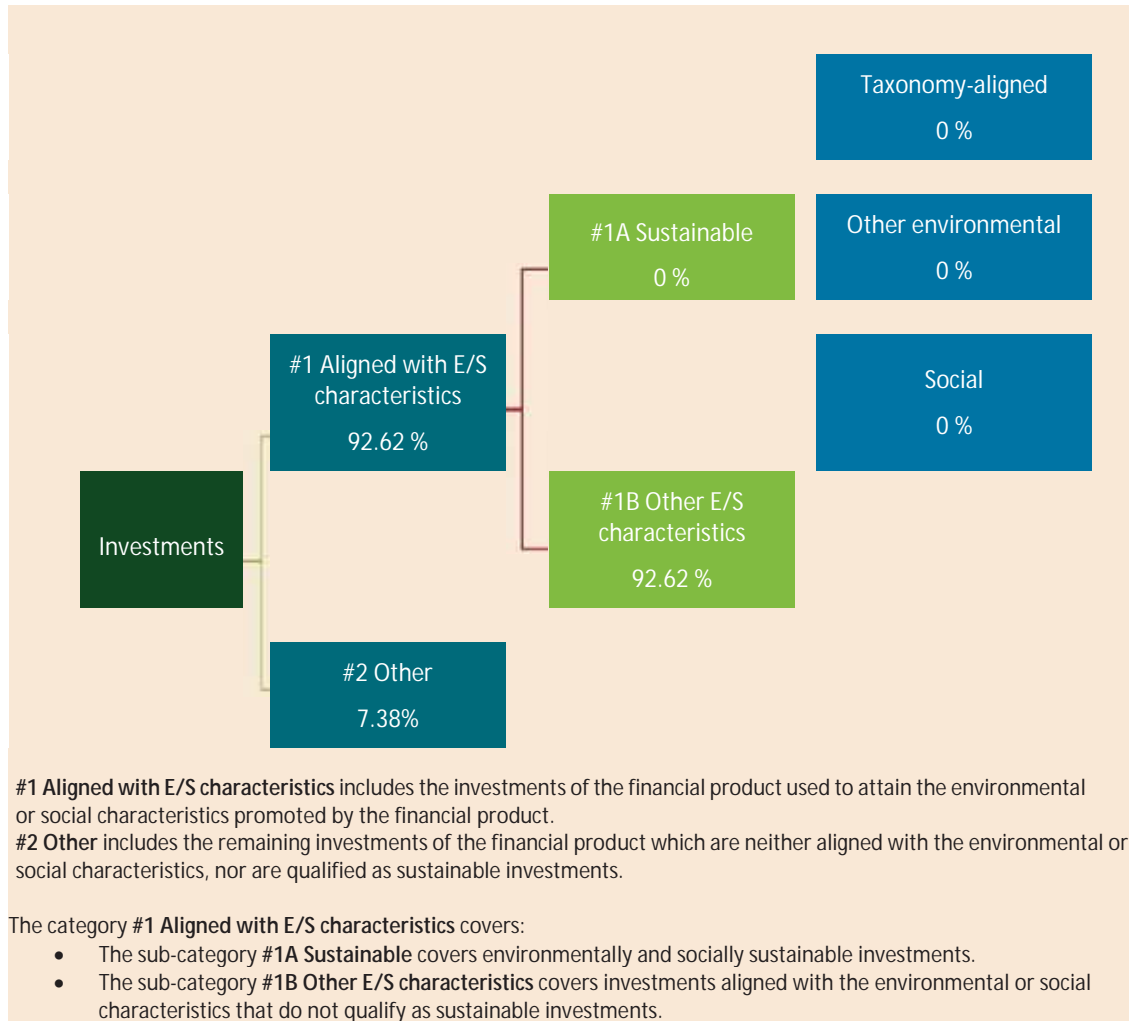 Taxonomy-aligned
0 %
#1A Sustainable
0 %
Other environmental
0 %
#1 Aligned with E/S
characteristics
92.62 %
Social
0 %
Investments
#1B Other E/S
characteristics
92.62 %
#2 Other
7.38%
#1 Aligned with E/S characteristics includes the investments of the financial product used to attain the environmental
or social characteristics promoted by the financial product.
#2 Other includes the remaining investments of the financial product which are neither aligned with the environmental or
social characteristics, nor are qualified as sustainable investments.
The category #1 Aligned with E/S characteristics covers:
• The sub-category #1A Sustainable covers environmentally and socially sustainable investments.
• The sub-category #1B Other E/S characteristics covers investments aligned with the environmental or social
characteristics that do not qualify as sustainable investments.